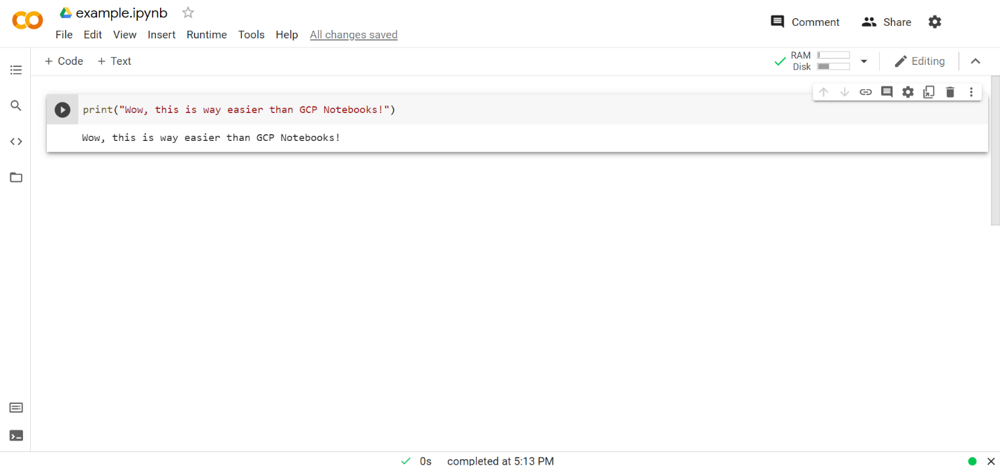 example.ipynb
File Edit View Insert Runtime Tools Help All changes saved
Comment Share
+ Code + Text
RAM
Disk
Editing
print("Wow, this is way easier than GCP Notebooks!")
Wow, this is way easier than GCP Notebooks!
0s completed at 5:13 PM